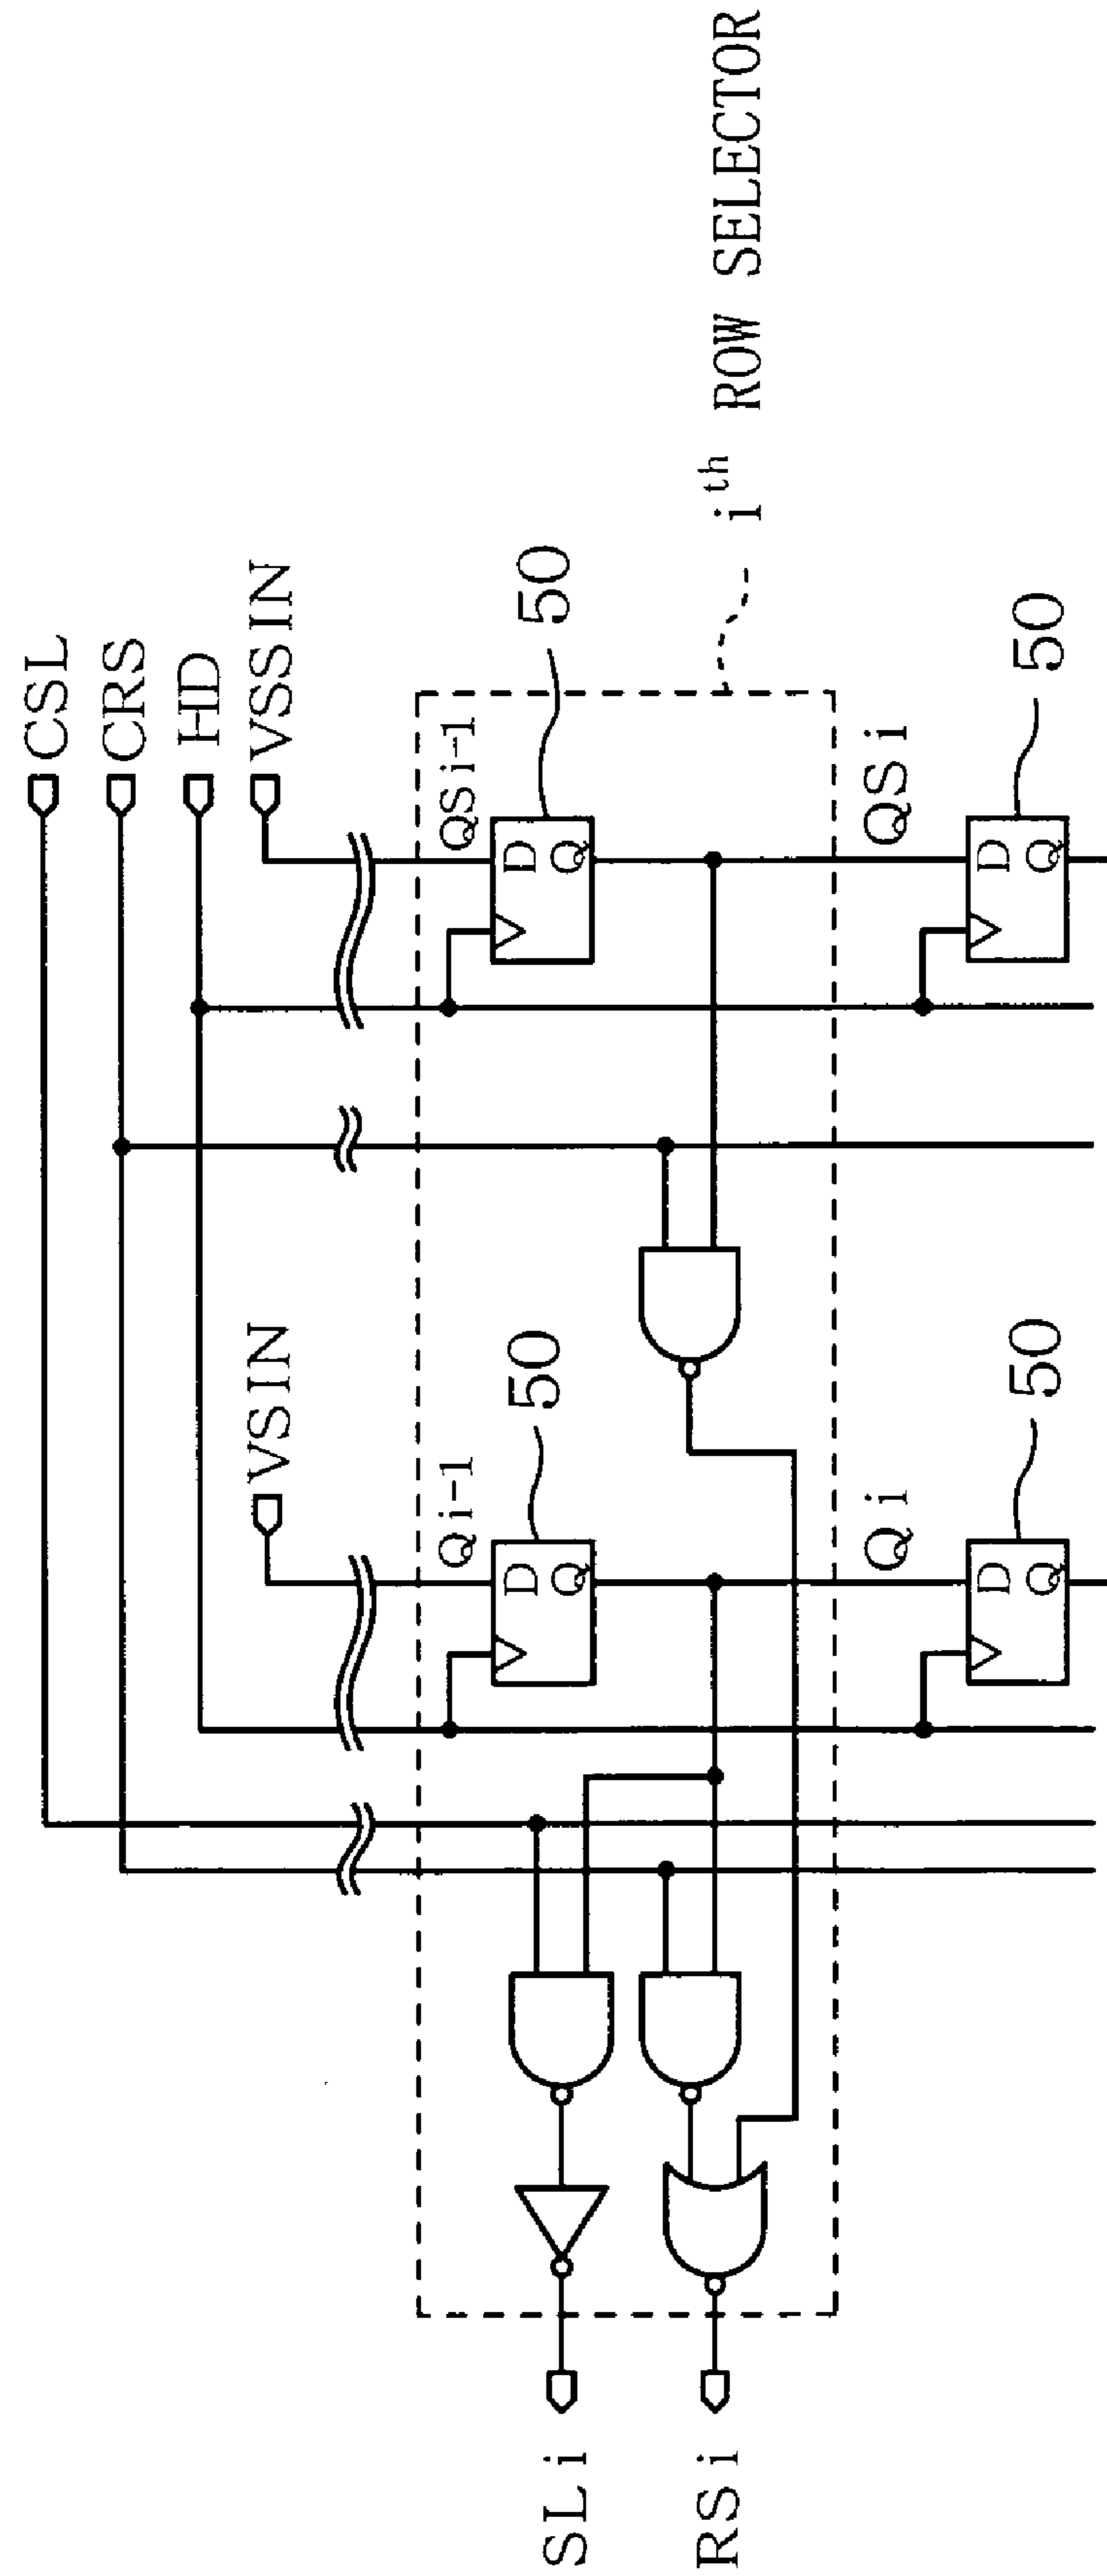 CSL
CRS
HD
VSSIN
VSIN
QSi-1
D
Q
50
Qi-1
D
Q
50
ith ROW SELECTOR
QSi
D
Q
50
Qi
D
Q
50
SLi
RSi